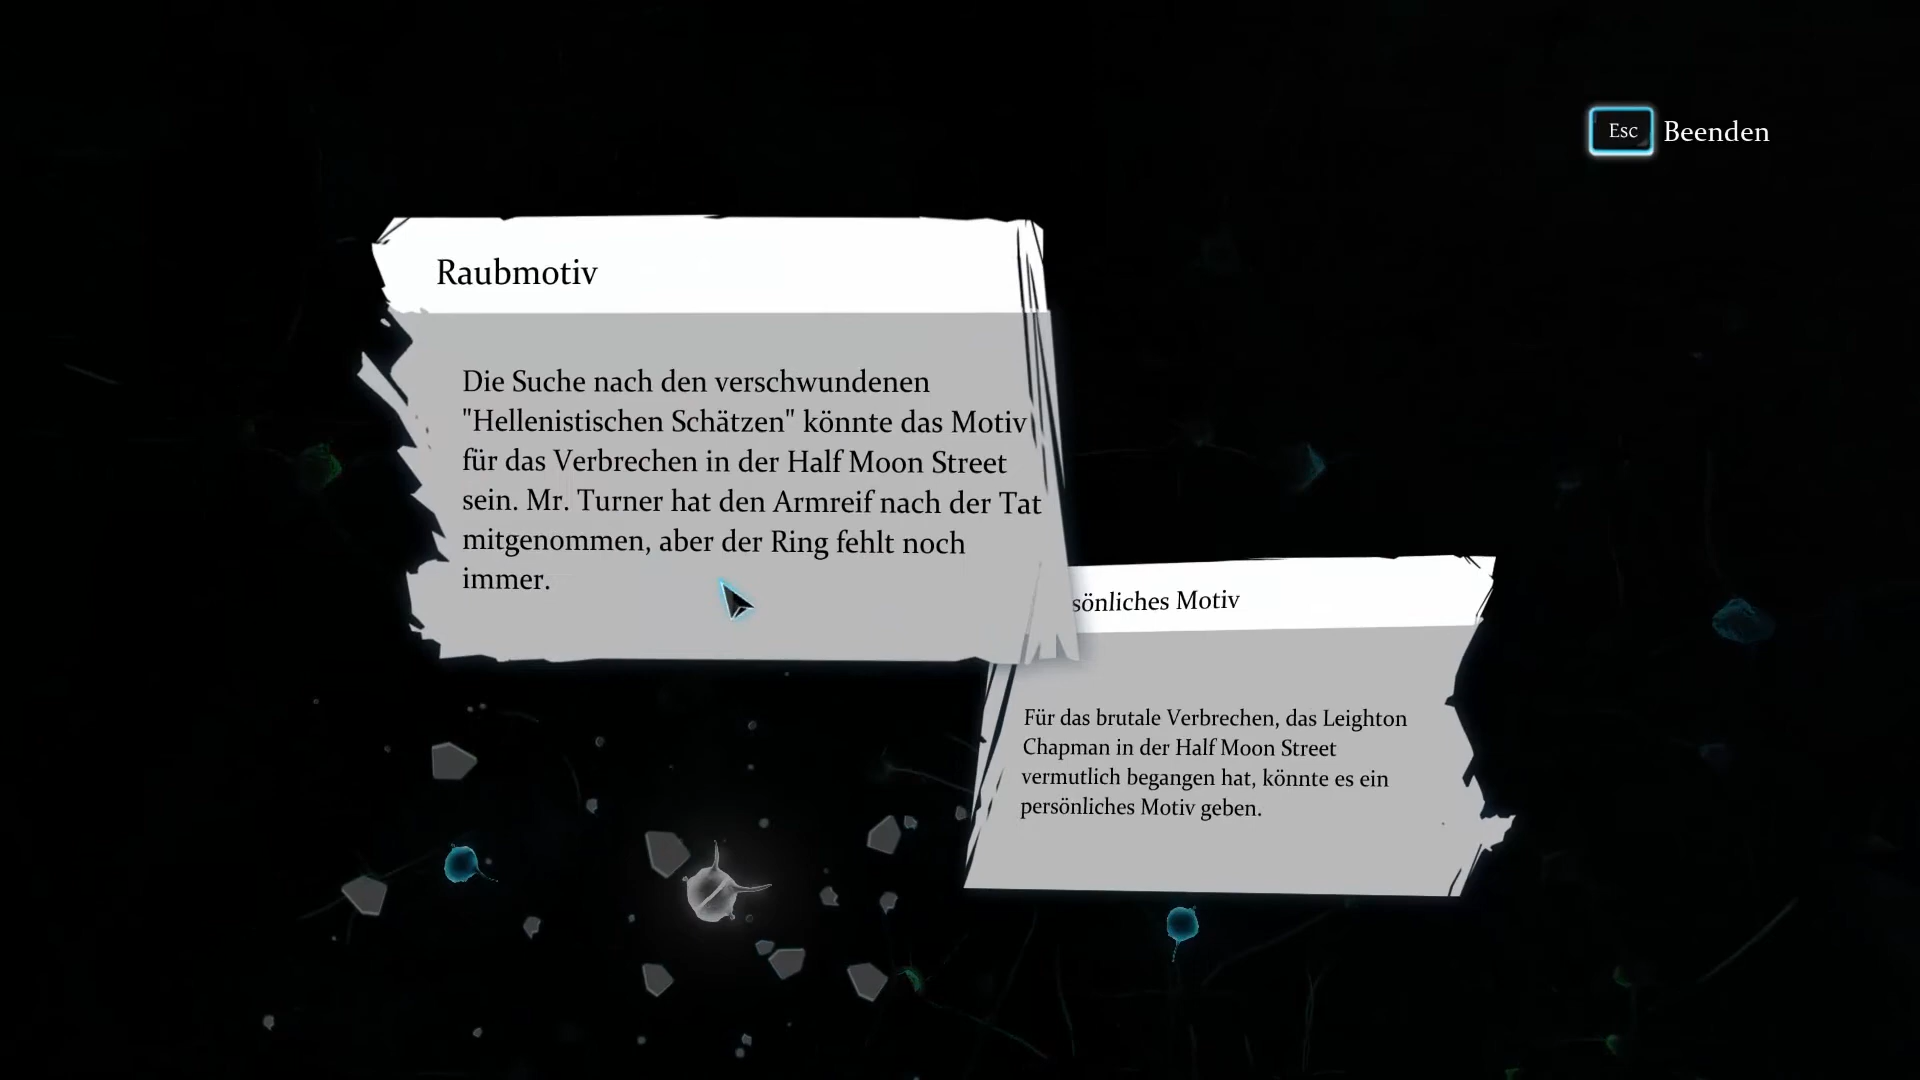 Esc Beenden
Raubmotiv
Die Suche nach den verschwundenen
"Hellenistischen Schätzen" könnte das Motiv
für das Verbrechen in der Half Moon Street
sein. Mr. Turner hat den Armreif nach der Tat
mitgenommen, aber der Ring fehlt noch
immer.
sönliches Motiv
Für das brutale Verbrechen, das Leighton
Chapman in der Half Moon Street
vermutlich begangen hat, könnte es ein
persönliches Motiv geben.